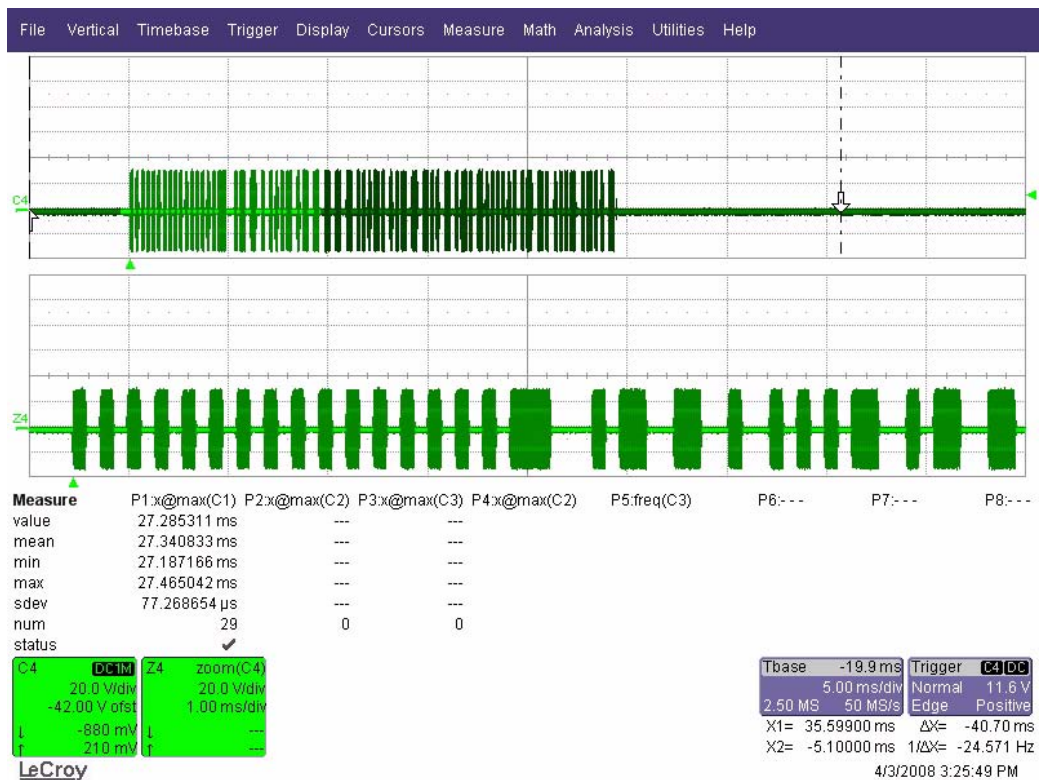 File Vertical Timebase Trigger Display Cursors Measure Math Analysis Utilities Help
C4
Z4
Measure P1:x@max(C1) P2:x@max(C2) P3:x@max(C3) P4:x@max(C2) P5:freq(C3) P6:- - - P7:- - - P8:- - -
value 27.285311 ms --- ---
mean 27.340833 ms --- ---
min 27.187166 ms --- ---
max 27.465042 ms --- ---
sdev 77.268654 µs --- ---
num 29 0 0
status ✓
C4 DC1M
20.0 V/div
-42.00 V ofst
↓ -880 mV
↑ 210 mV
Z4 zoom(C4)
20.0 V/div
1.00 ms/div
↓ ---
↑ ---
Tbase -19.9 ms
5.00 ms/div
2.50 MS 50 MS/s
Trigger C4 DC
Normal 11.6 V
Edge Positive
X1= 35.59900 ms ΔX= -40.70 ms
X2= -5.10000 ms 1/ΔX= -24.571 Hz
LeCroy
4/3/2008 3:25:49 PM